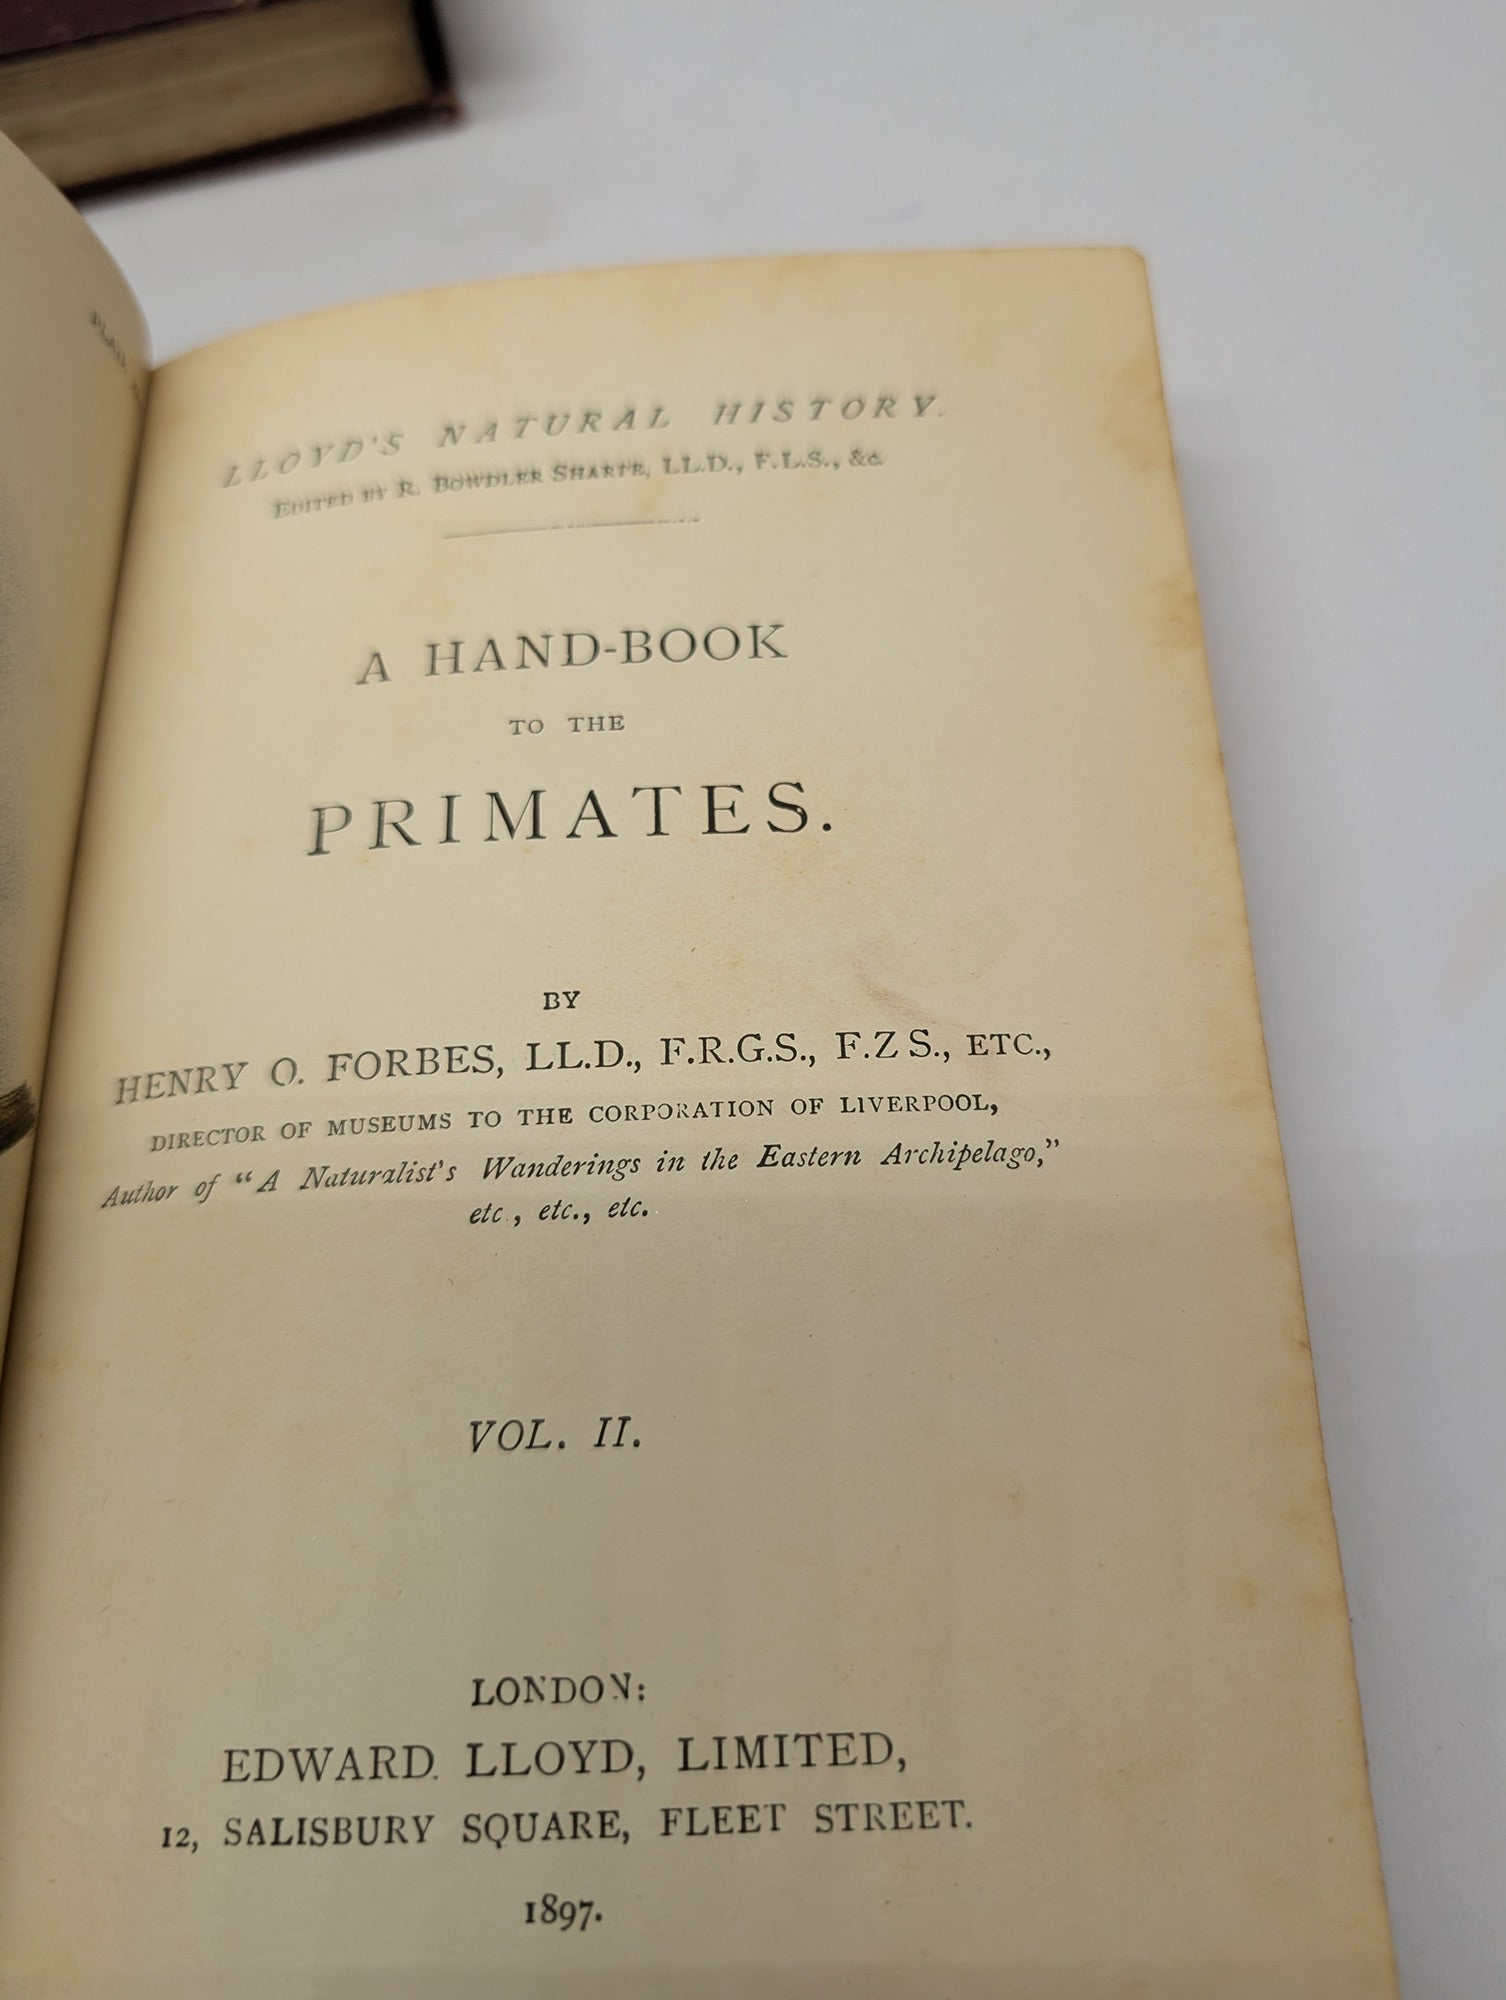 LLOYD'S NATURAL HISTORY.
EDITED BY R. BOWDLER SHARPE, LL.D., F.L.S., &c.
A HAND-BOOK
TO THE
PRIMATES.
BY
HENRY O. FORBES, LL.D., F.R.G.S., F.Z S., ETC.,
DIRECTOR OF MUSEUMS TO THE CORPORATION OF LIVERPOOL,
Author of "A Naturalist's Wanderings in the Eastern Archipelago,"
etc., etc., etc.
VOL. II.
LONDON:
EDWARD. LLOYD, LIMITED,
12, SALISBURY SQUARE, FLEET STREET.
1897.